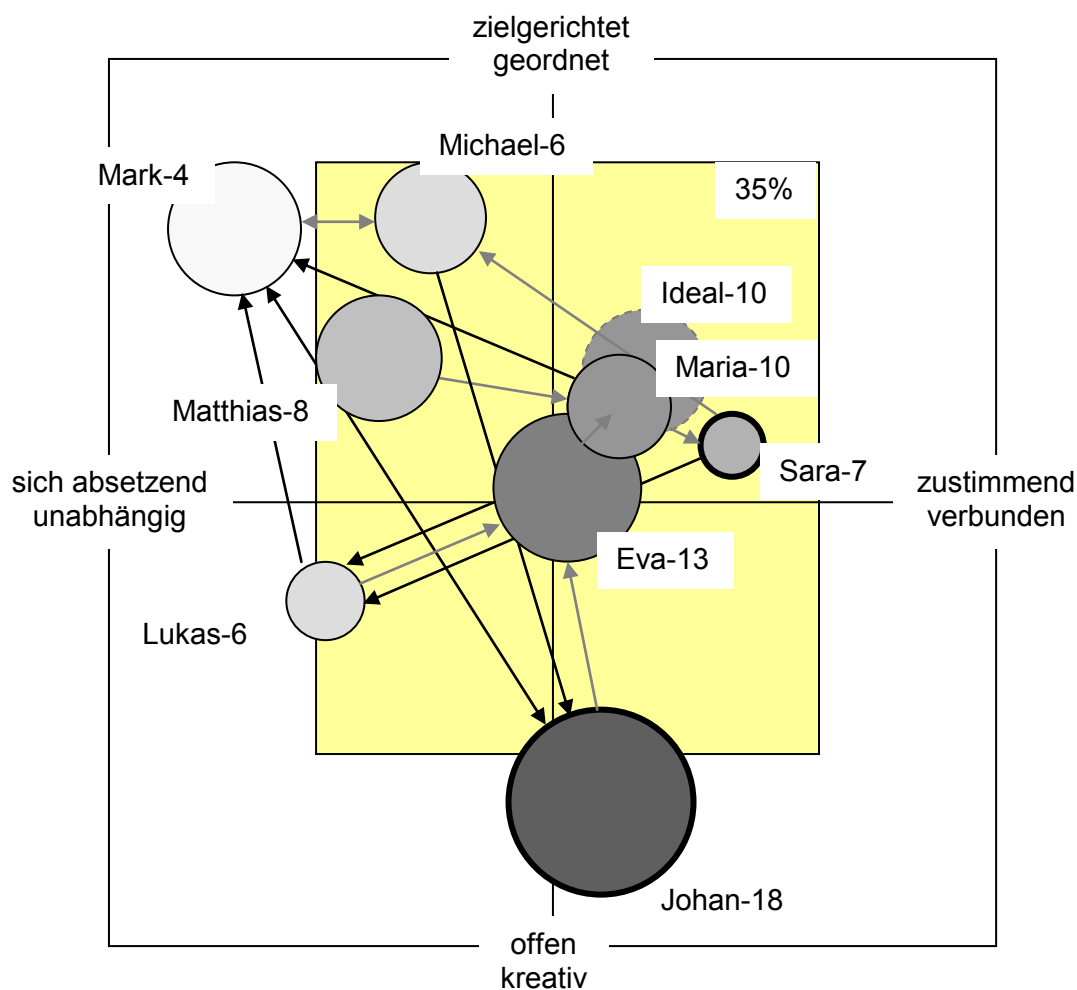 zielgerichtet
geordnet
Michael-6
Mark-4
35%
Ideal-10
Maria-10
Matthias-8
Sara-7
sich absetzend
unabhängig
zustimmend
verbunden
Eva-13
Lukas-6
Johan-18
offen
kreativ